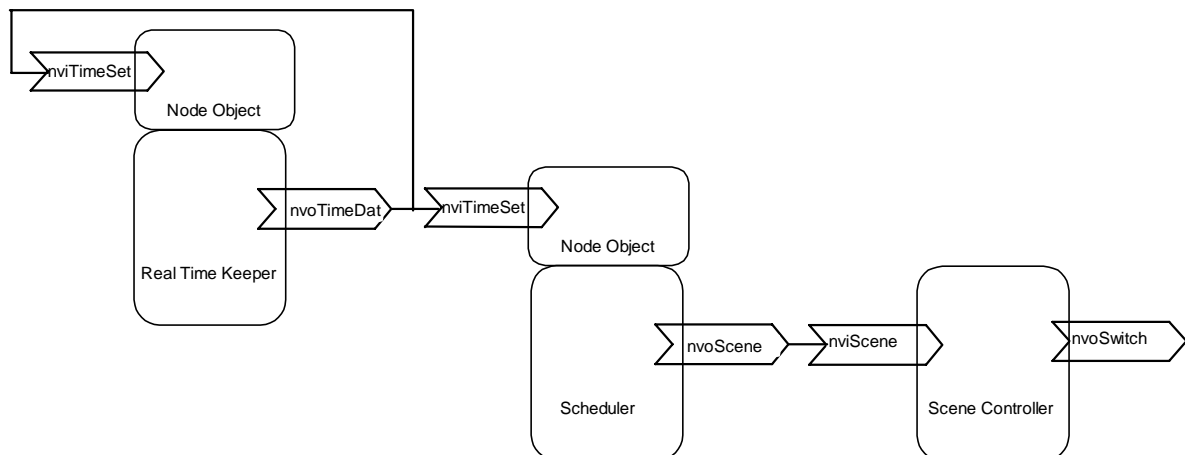 nviTimeSet
Node Object
nvoTimeDat
nviTimeSet
Node Object
Real Time Keeper
nvoScene
nviScene
nvoSwitch
Scheduler
Scene Controller